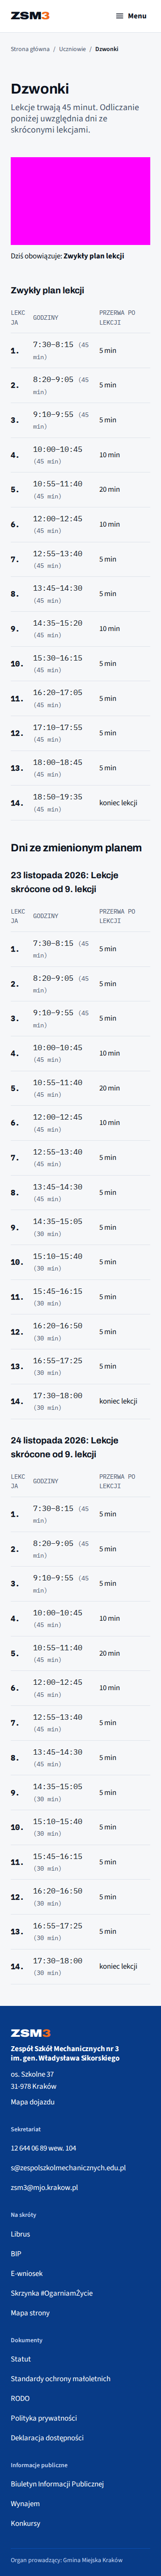 ZSM3
Menu
Strona główna / Uczniowie / Dzwonki
Dzwonki
Lekcje trwają 45 minut. Odliczanie
poniżej uwzględnia dni ze
skróconymi lekcjami.
Dziś obowiązuje: Zwykły plan lekcji
Zwykły plan lekcji
LEKC
JA
GODZINY
PRZERWA PO
LEKCJI
1. 7:30–8:15 (45
min) 5 min
2. 8:20–9:05 (45
min) 5 min
3. 9:10–9:55 (45
min) 5 min
4. 10:00–10:45
(45 min) 10 min
5. 10:55–11:40
(45 min) 20 min
6. 12:00–12:45
(45 min) 10 min
7. 12:55–13:40
(45 min) 5 min
8. 13:45–14:30
(45 min) 5 min
9. 14:35–15:20
(45 min) 10 min
10. 15:30–16:15
(45 min) 5 min
11. 16:20–17:05
(45 min) 5 min
12. 17:10–17:55
(45 min) 5 min
13. 18:00–18:45
(45 min) 5 min
14. 18:50–19:35
(45 min) koniec lekcji
Dni ze zmienionym planem
23 listopada 2026: Lekcje
skrócone od 9. lekcji
LEKC
JA
GODZINY
PRZERWA PO
LEKCJI
1. 7:30–8:15 (45
min) 5 min
2. 8:20–9:05 (45
min) 5 min
3. 9:10–9:55 (45
min) 5 min
4. 10:00–10:45
(45 min) 10 min
5. 10:55–11:40
(45 min) 20 min
6. 12:00–12:45
(45 min) 10 min
7. 12:55–13:40
(45 min) 5 min
8. 13:45–14:30
(45 min) 5 min
9. 14:35–15:05
(30 min) 5 min
10. 15:10–15:40
(30 min) 5 min
11. 15:45–16:15
(30 min) 5 min
12. 16:20–16:50
(30 min) 5 min
13. 16:55–17:25
(30 min) 5 min
14. 17:30–18:00
(30 min) koniec lekcji
24 listopada 2026: Lekcje
skrócone od 9. lekcji
LEKC
JA
GODZINY
PRZERWA PO
LEKCJI
1. 7:30–8:15 (45
min) 5 min
2. 8:20–9:05 (45
min) 5 min
3. 9:10–9:55 (45
min) 5 min
4. 10:00–10:45
(45 min) 10 min
5. 10:55–11:40
(45 min) 20 min
6. 12:00–12:45
(45 min) 10 min
7. 12:55–13:40
(45 min) 5 min
8. 13:45–14:30
(45 min) 5 min
9. 14:35–15:05
(30 min) 5 min
10. 15:10–15:40
(30 min) 5 min
11. 15:45–16:15
(30 min) 5 min
12. 16:20–16:50
(30 min) 5 min
13. 16:55–17:25
(30 min) 5 min
14. 17:30–18:00
(30 min) koniec lekcji
ZSM3
Zespół Szkół Mechanicznych nr 3
im. gen. Władysława Sikorskiego
os. Szkolne 37
31-978 Kraków
Mapa dojazdu
Sekretariat
12 644 06 89 wew. 104
s@zespolszkolmechanicznych.edu.pl
zsm3@mjo.krakow.pl
Na skróty
Librus
BIP
E-wniosek
Skrzynka #OgarniamŻycie
Mapa strony
Dokumenty
Statut
Standardy ochrony małoletnich
RODO
Polityka prywatności
Deklaracja dostępności
Informacje publiczne
Biuletyn Informacji Publicznej
Wynajem
Konkursy
Organ prowadzący: Gmina Miejska Kraków